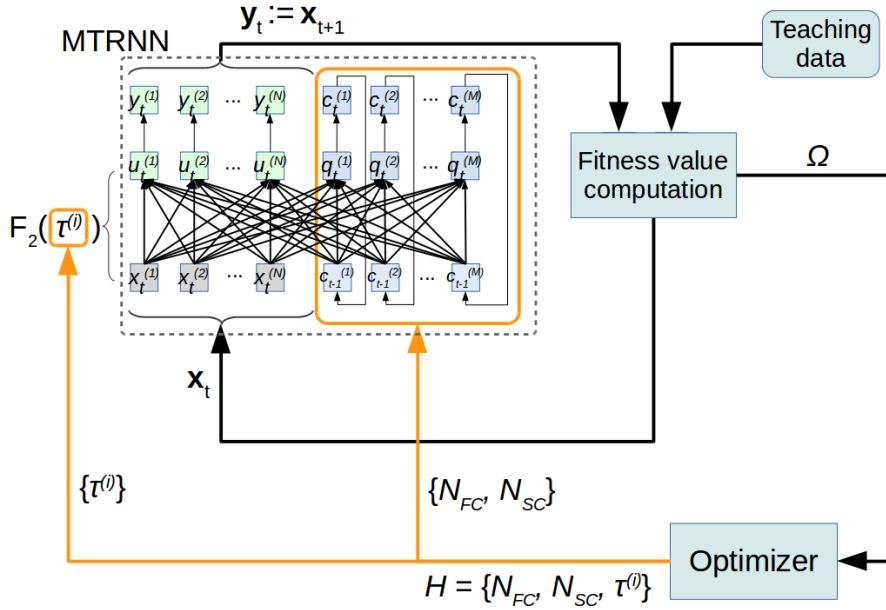 y_t := x_{t+1}
MTRNN
Teaching
data
y_t^(1) y_t^(2) ... y_t^(N) c_t^(1) c_t^(2) ... c_t^(M)
u_t^(1) u_t^(2) ... u_t^(N) q_t^(1) q_t^(2) ... q_t^(M)
Fitness value
computation
Ω
F_2( τ^(i) )
x_t^(1) x_t^(2) ... x_t^(N) c_{t-1}^(1) c_{t-1}^(2) ... c_{t-1}^(M)
x_t
{τ^(i)}
{N_FC, N_SC}
Optimizer
H = {N_FC, N_SC, τ^(i)}